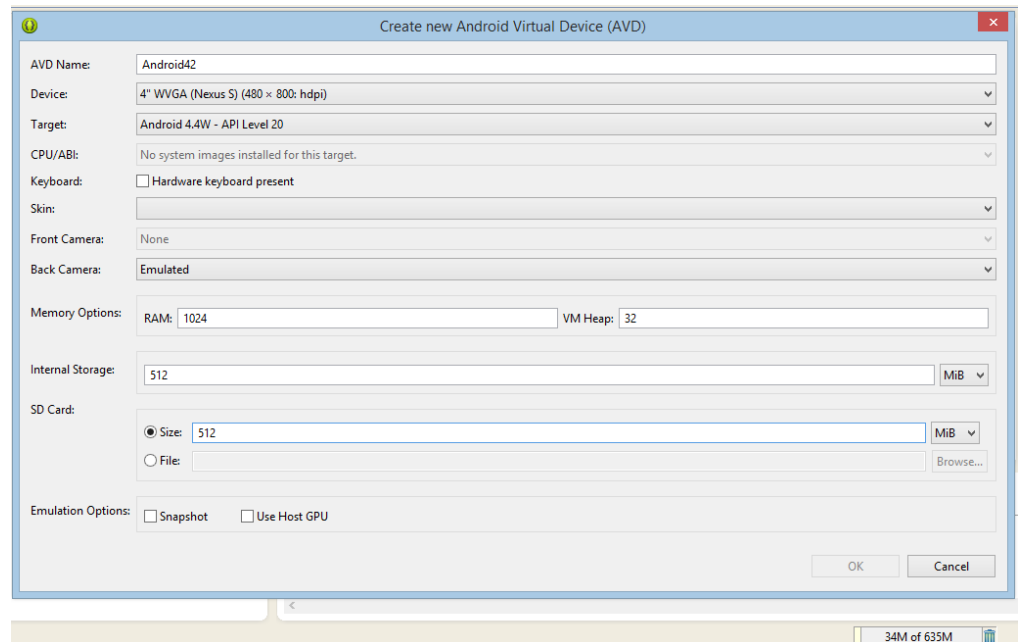 Create new Android Virtual Device (AVD)
AVD Name: Android42
Device: 4" WVGA (Nexus S) (480 × 800: hdpi)
Target: Android 4.4W - API Level 20
CPU/ABI: No system images installed for this target.
Keyboard: Hardware keyboard present
Skin:
Front Camera: None
Back Camera: Emulated
Memory Options: RAM: 1024 VM Heap: 32
Internal Storage: 512 MiB
SD Card:
Size: 512 MiB
File: Browse...
Emulation Options: Snapshot Use Host GPU
OK Cancel
34M of 635M